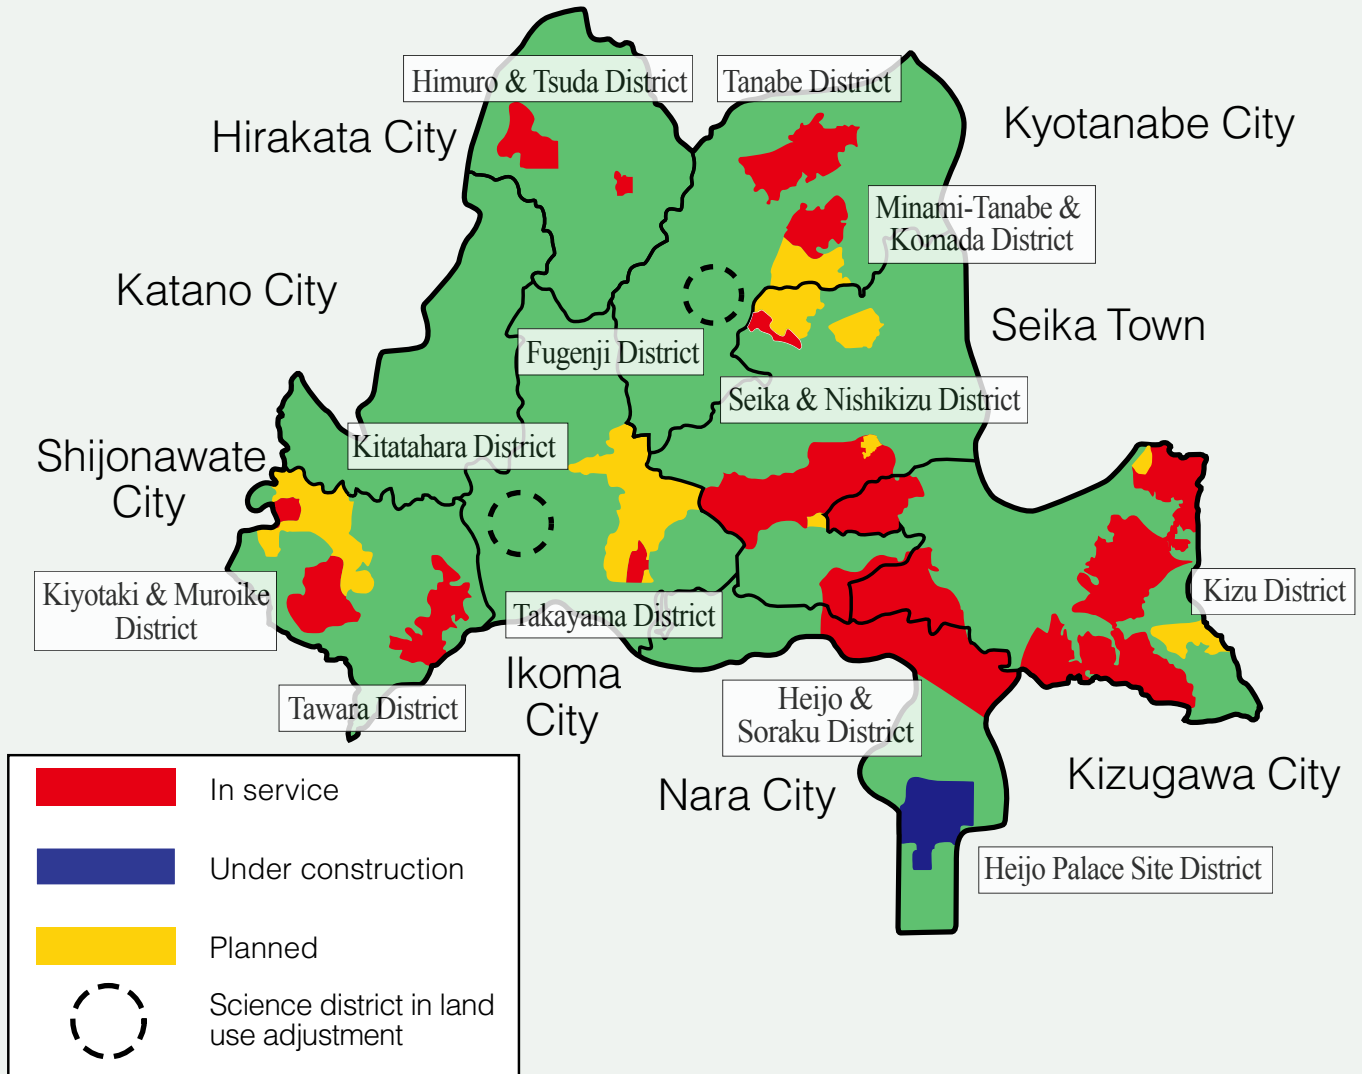 Himuro & Tsuda District
Tanabe District
Hirakata City
Kyotanabe City
Minami-Tanabe &
Komada District
Katano City
Seika Town
Fugenji District
Seika & Nishikizu District
Kitatahara District
Shijonawate
City
Kiyotaki & Muroike
District
Takayama District
Kizu District
Ikoma
City
Tawara District
Heijo &
Soraku District
Nara City
Kizugawa City
Heijo Palace Site District
In service
Under construction
Planned
Science district in land
use adjustment